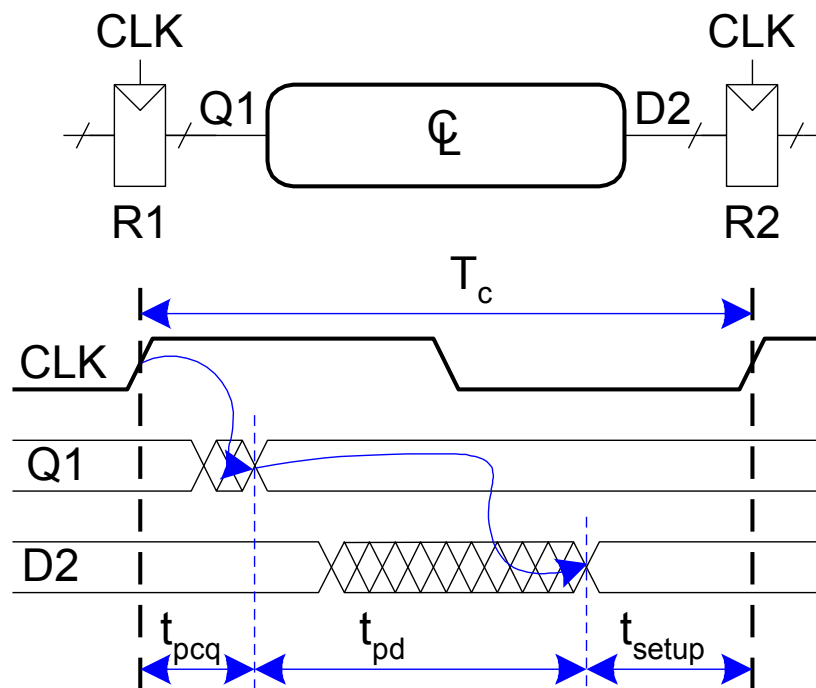 CLK CLK
Q1 CL D2
R1 R2
Tc
CLK
Q1
D2
tpcq tpd tsetup